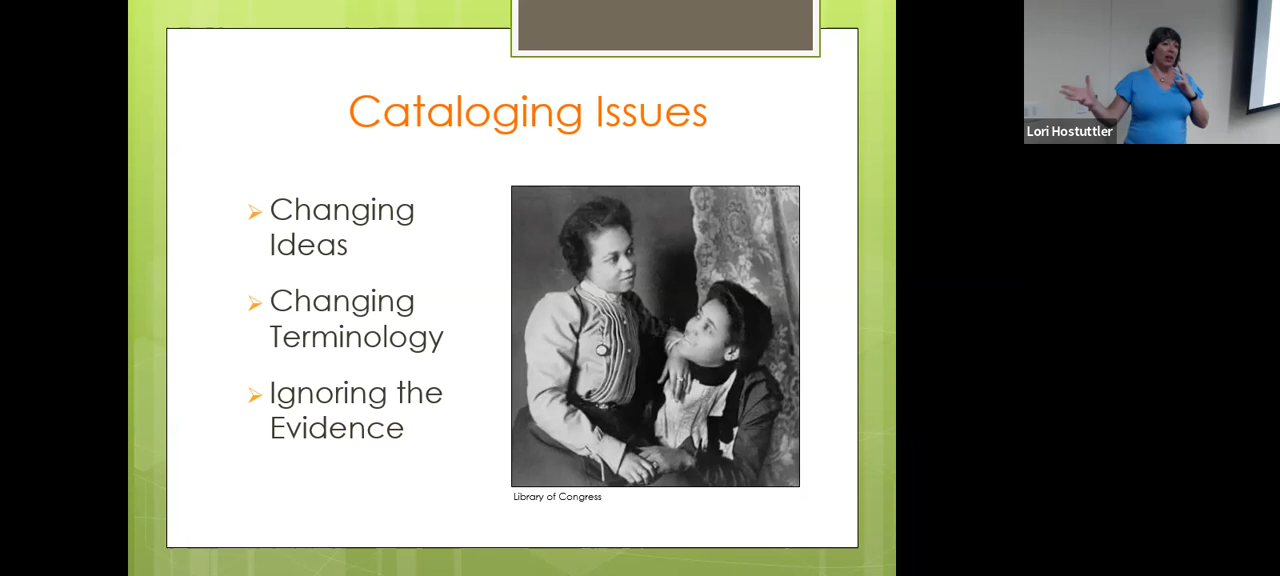 Cataloging Issues
Changing
Ideas
Changing
Terminology
Ignoring the
Evidence
Library of Congress
Lori Hostuttler